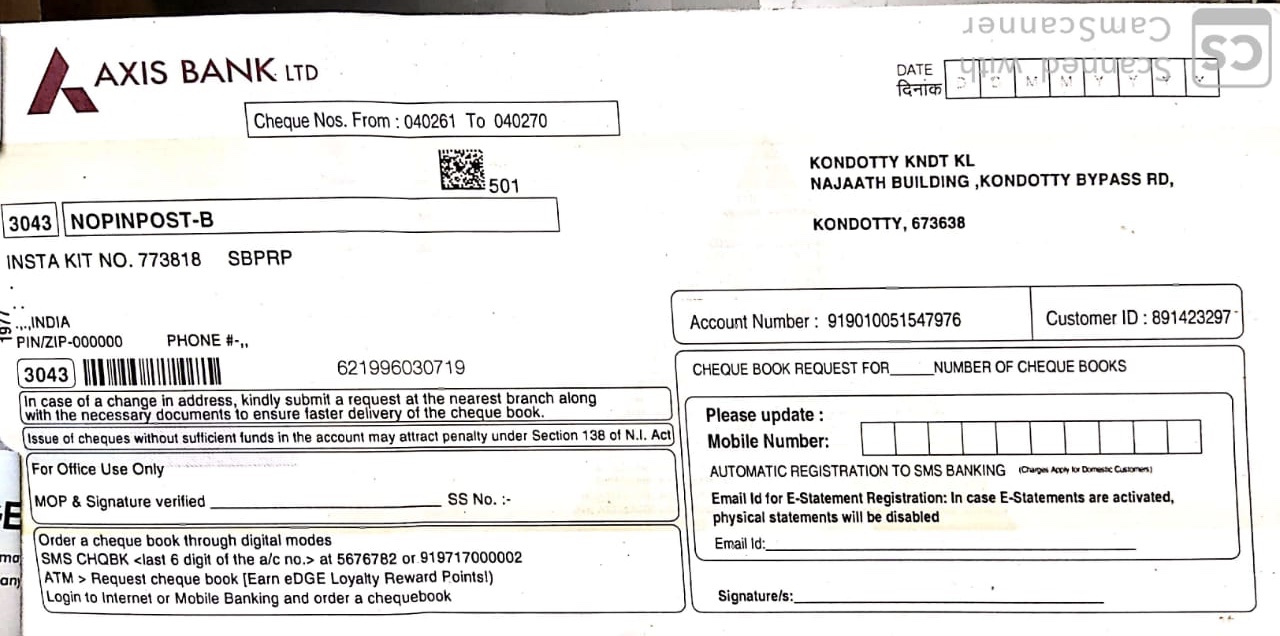 AXIS BANK LTD
DATE
दिनांक
D D M M Y Y Y Y
Scanned with
CamScanner
CS
Cheque Nos. From : 040261 To 040270
501
KONDOTTY KNDT KL
NAJAATH BUILDING ,KONDOTTY BYPASS RD,
KONDOTTY, 673638
3043 NOPINPOST-B
INSTA KIT NO. 773818 SBPRP
1977
.,.,INDIA
PIN/ZIP-000000 PHONE #-,,
3043
621996030719
Account Number : 919010051547976
Customer ID : 891423297
In case of a change in address, kindly submit a request at the nearest branch along
with the necessary documents to ensure faster delivery of the cheque book.
Issue of cheques without sufficient funds in the account may attract penalty under Section 138 of N.I. Act
For Office Use Only
MOP & Signature verified SS No. :-
Order a cheque book through digital modes
SMS CHQBK <last 6 digit of the a/c no.> at 5676782 or 919717000002
ATM > Request cheque book [Earn eDGE Loyalty Reward Points!)
Login to Internet or Mobile Banking and order a chequebook
CHEQUE BOOK REQUEST FOR_____NUMBER OF CHEQUE BOOKS
Please update :
Mobile Number:
AUTOMATIC REGISTRATION TO SMS BANKING (Charges Apply for Domestic Customers)
Email Id for E-Statement Registration: In case E-Statements are activated,
physical statements will be disabled
Email Id:
Signature/s: